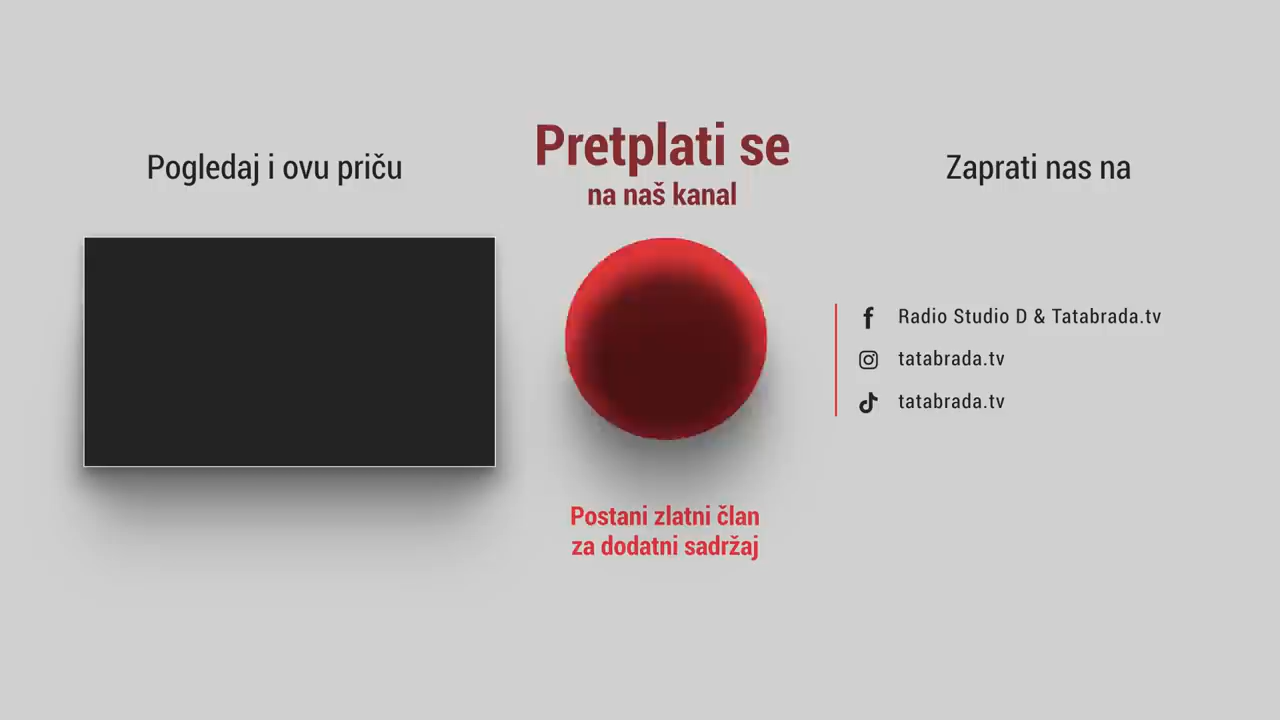 Pogledaj i ovu priču
Pretplati se
na naš kanal
Postani zlatni član
za dodatni sadržaj
Zaprati nas na
Radio Studio D & Tatabrada.tv
tatabrada.tv
tatabrada.tv